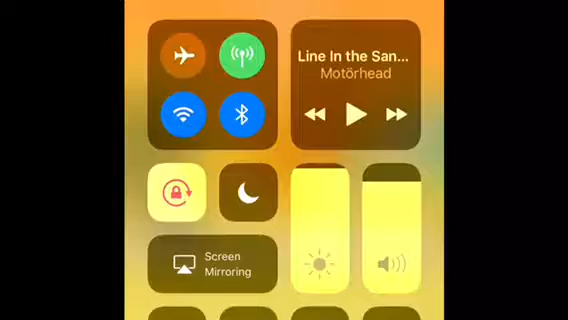 Line In the San...
Motörhead
Screen
Mirroring